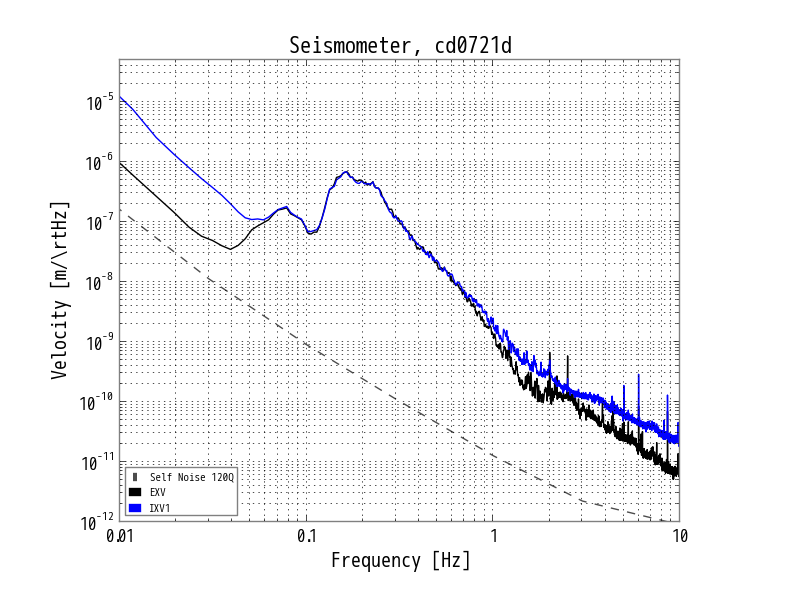 Seismometer, cd0721d
Velocity [m/\rtHz]
10^-5
10^-6
10^-7
10^-8
10^-9
10^-10
10^-11
10^-12
Self Noise 120Q
EXV
IXV1
0.01 0.1 1 10
Frequency [Hz]